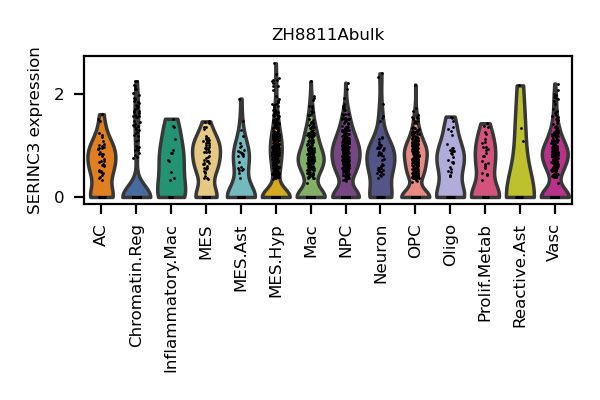 ZH8811Abulk
SERINC3 expression
2
0
AC
Chromatin.Reg
Inflammatory.Mac
MES
MES.Ast
MES.Hyp
Mac
NPC
Neuron
OPC
Oligo
Prolif.Metab
Reactive.Ast
Vasc